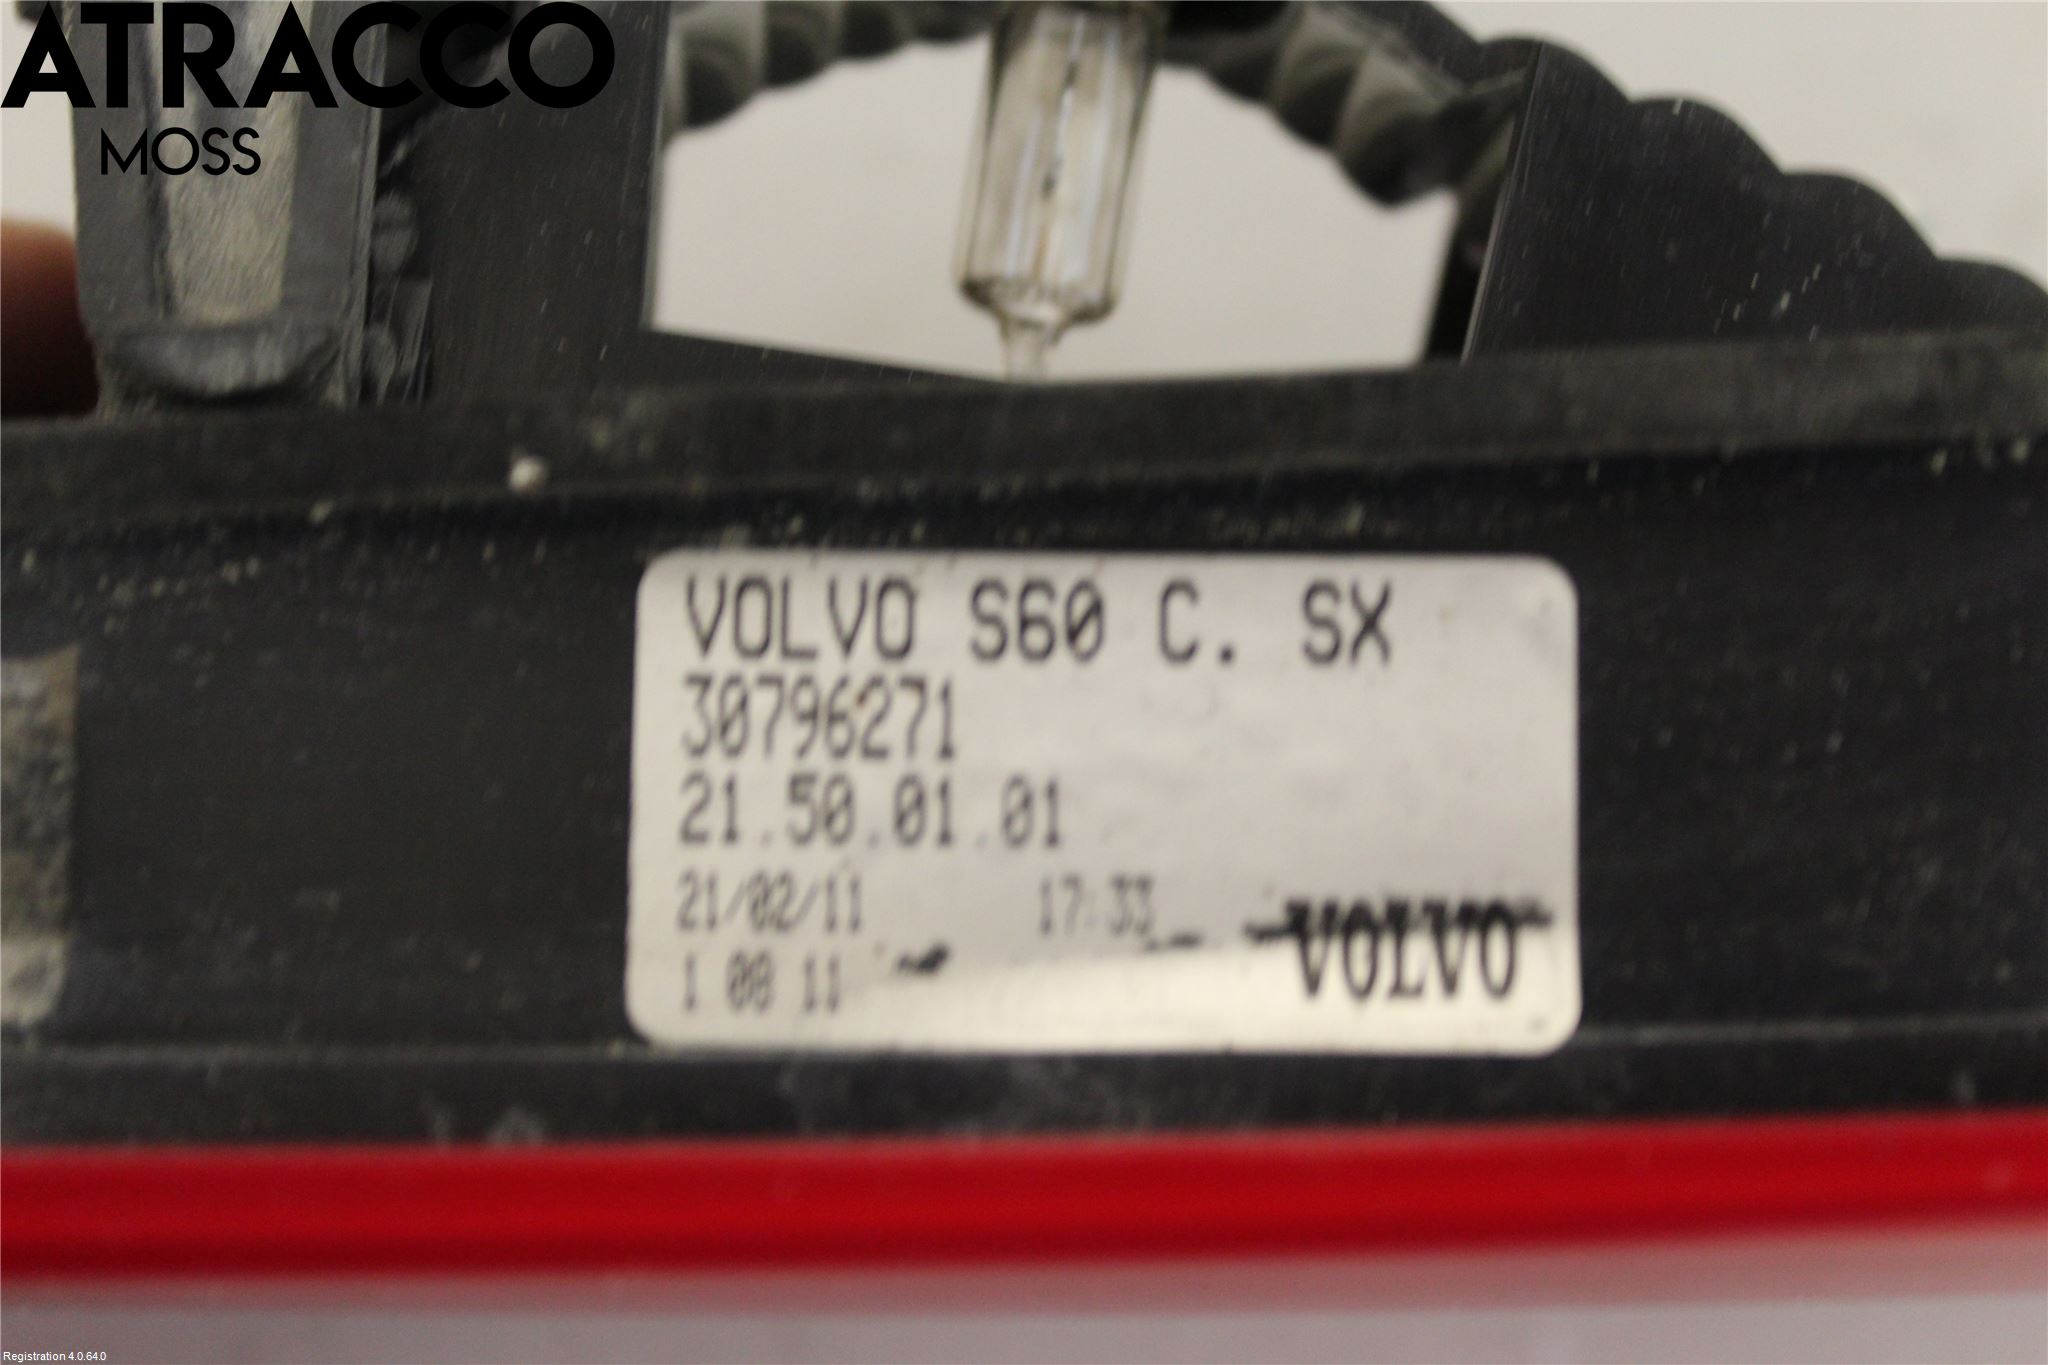 ATRACCO
MOSS
VOLVO S60 C. SX
30796271
21.50.01.01
21/02/11 17:33
1 08 11 VOLVO
Registration 4.0.64.0